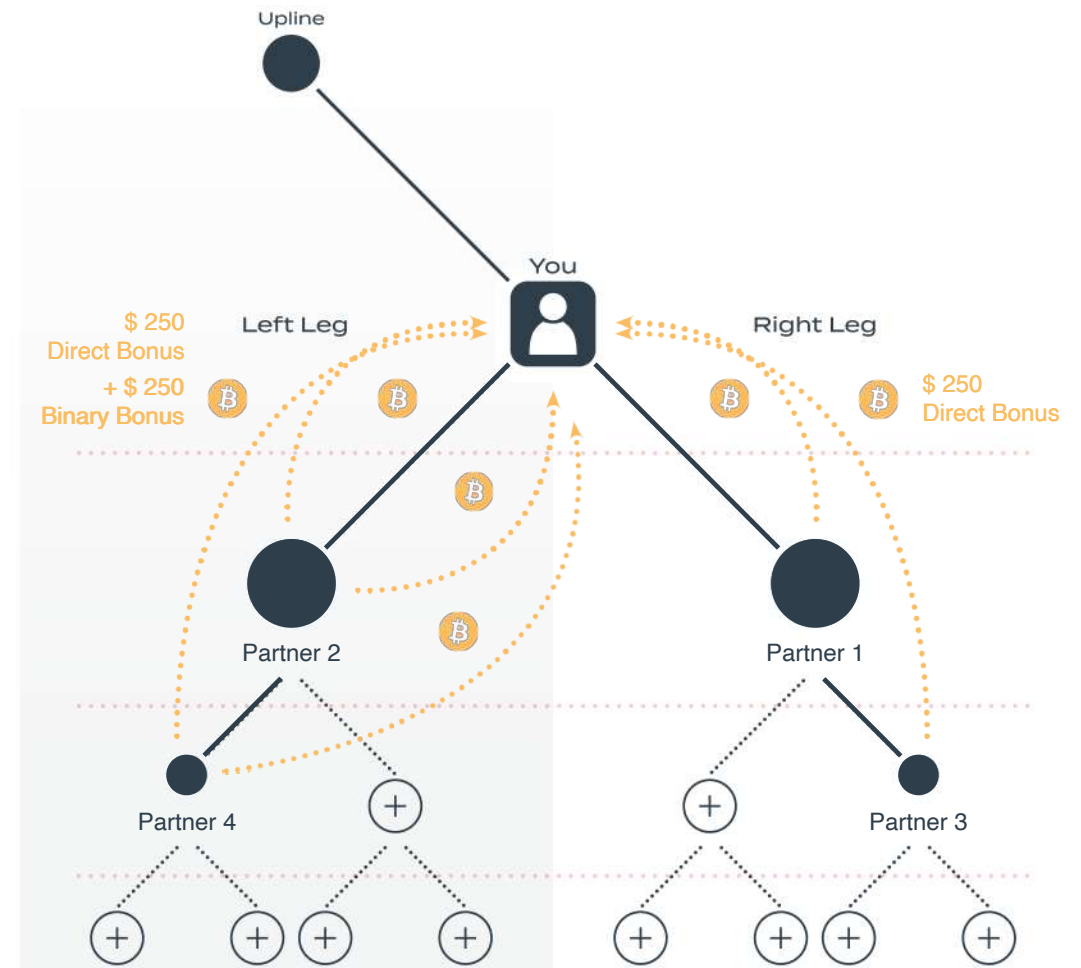 Upline
You
Left Leg
Right Leg
$ 250
Direct Bonus
+ $ 250
Binary Bonus
$ 250
Direct Bonus
Partner 2
Partner 1
Partner 4
Partner 3